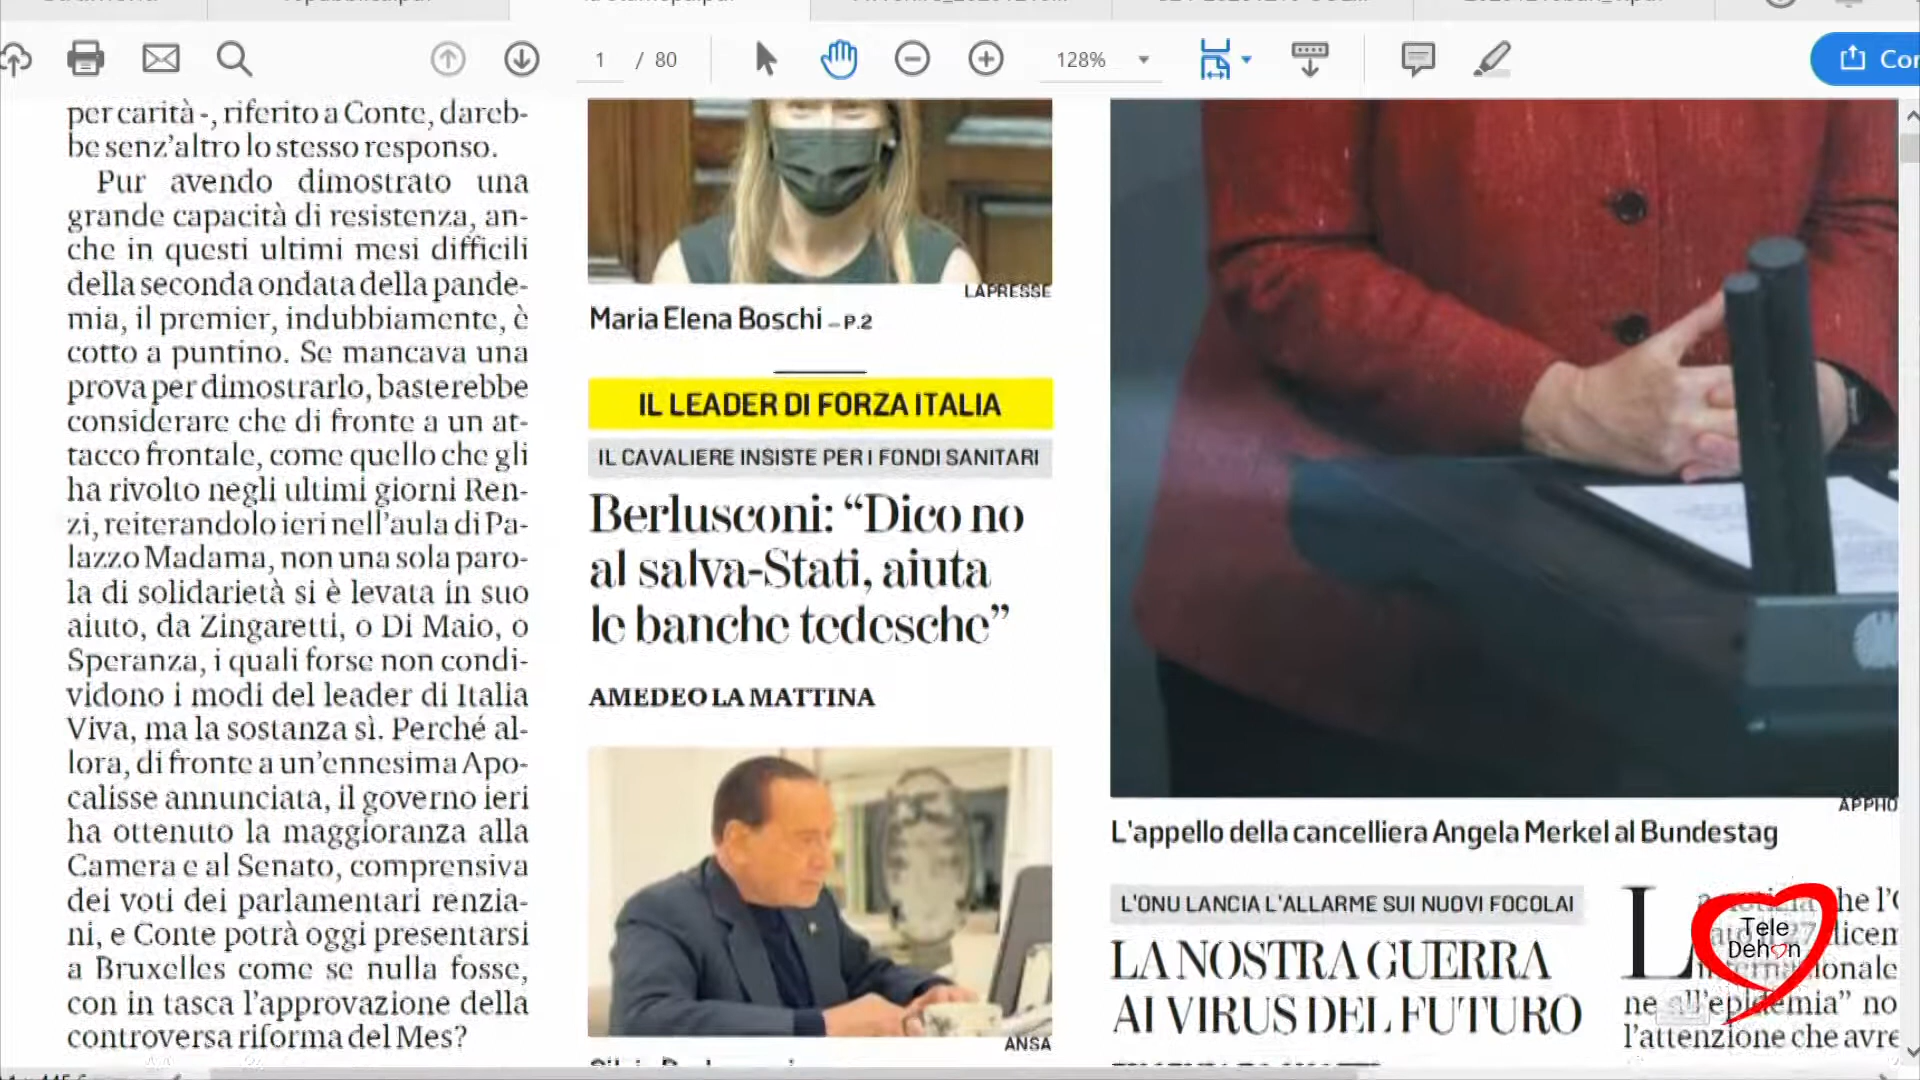 1 / 80
128%
per carità -, riferito a Conte, dareb-
be senz'altro lo stesso responso.
Pur avendo dimostrato una
grande capacità di resistenza, an-
che in questi ultimi mesi difficili
della seconda ondata della pande-
mia, il premier, indubbiamente, è
cotto a puntino. Se mancava una
prova per dimostrarlo, basterebbe
considerare che di fronte a un at-
tacco frontale, come quello che gli
ha rivolto negli ultimi giorni Ren-
zi, reiterandolo ieri nell'aula di Pa-
lazzo Madama, non una sola paro-
la di solidarietà si è levata in suo
aiuto, da Zingaretti, o Di Maio, o
Speranza, i quali forse non condi-
vidono i modi del leader di Italia
Viva, ma la sostanza sì. Perché al-
lora, di fronte a un'ennesima Apo-
calisse annunciata, il governo ieri
ha ottenuto la maggioranza alla
Camera e al Senato, comprensiva
dei voti dei parlamentari renzia-
ni, e Conte potrà oggi presentarsi
a Bruxelles come se nulla fosse,
con in tasca l'approvazione della
controversa riforma del Mes?
LAPRESSE
Maria Elena Boschi – P.2
IL LEADER DI FORZA ITALIA
IL CAVALIERE INSISTE PER I FONDI SANITARI
Berlusconi: “Dico no
al salva-Stati, aiuta
le banche tedesche”
AMEDEO LA MATTINA
ANSA
APPHO
L'appello della cancelliera Angela Merkel al Bundestag
L'ONU LANCIA L'ALLARME SUI NUOVI FOCOLAI
LA NOSTRA GUERRA
AI VIRUS DEL FUTURO
ne all'epidemia” no
l'attenzione che avre
Tele
Dehon